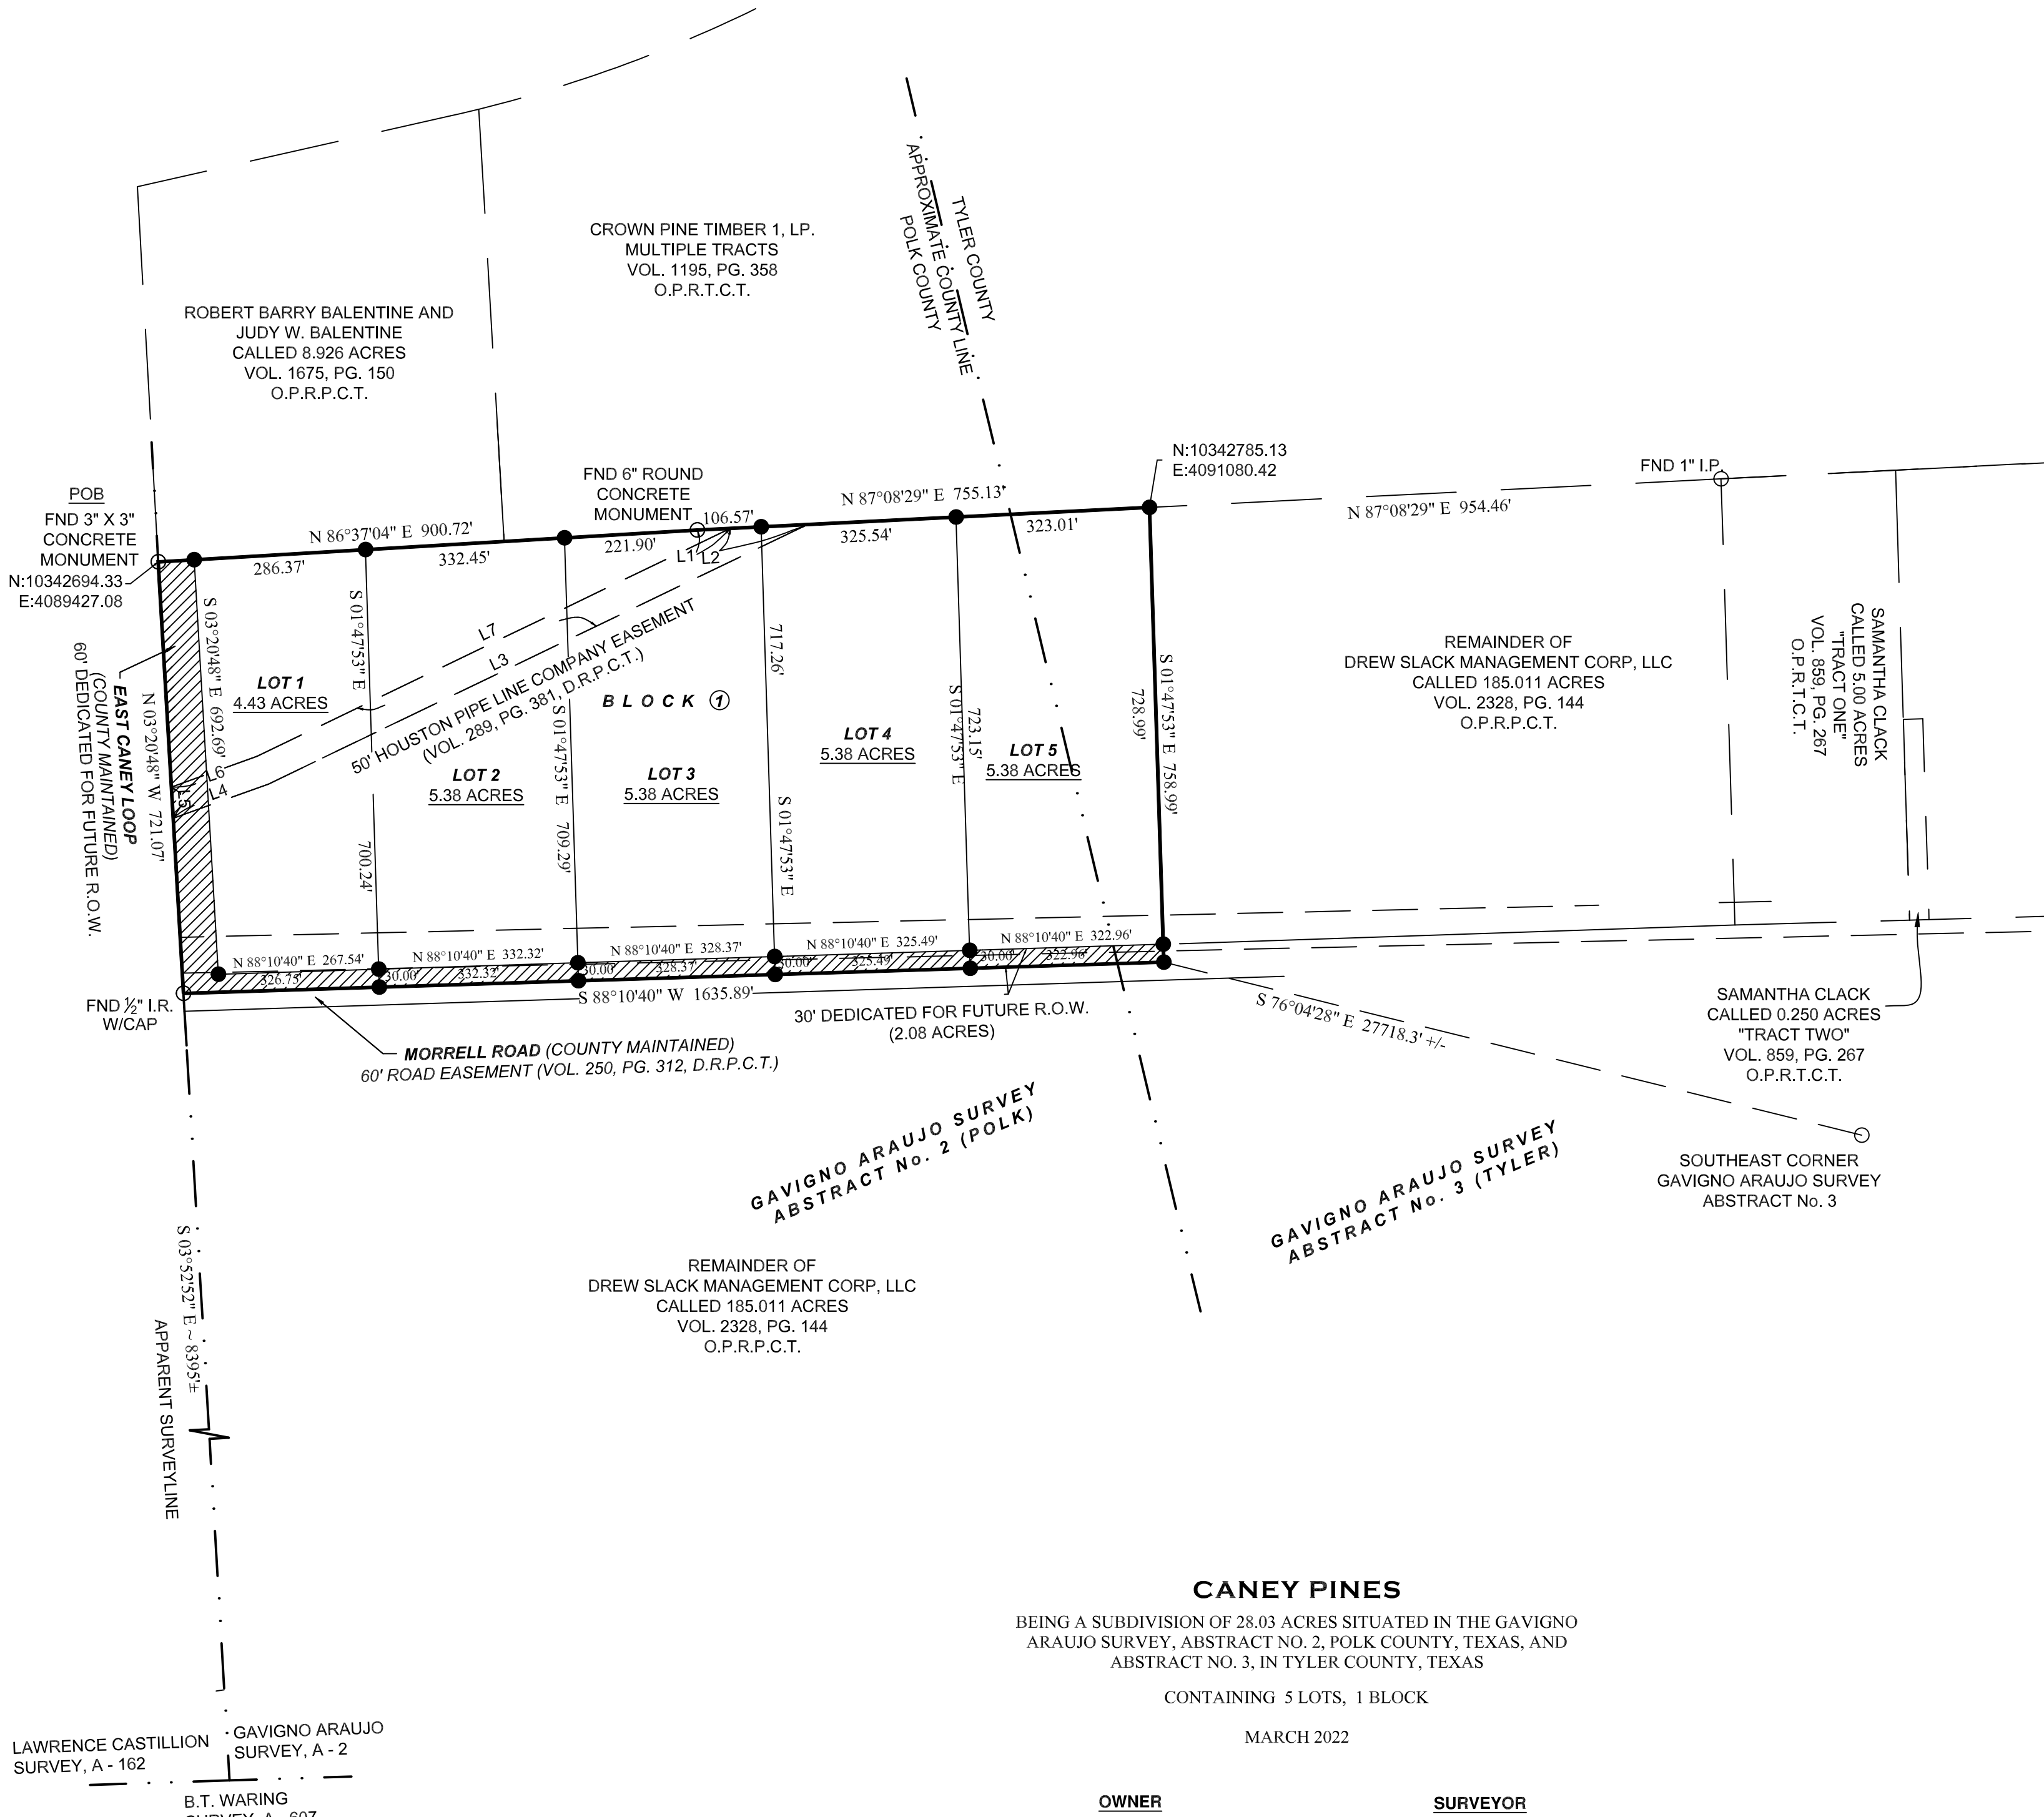 CROWN PINE TIMBER 1, LP.
MULTIPLE TRACTS
VOL. 1195, PG. 358
O.P.R.T.C.T.
TYLER COUNTY
APPROXIMATE COUNTY LINE
POLK COUNTY
ROBERT BARRY BALENTINE AND
JUDY W. BALENTINE
CALLED 8.926 ACRES
VOL. 1675, PG. 150
O.P.R.P.C.T.
POB
FND 3" X 3"
CONCRETE
MONUMENT
N:10342694.33
E:4089427.08
FND 6" ROUND
CONCRETE
MONUMENT
N:10342785.13
E:4091080.42
FND 1" I.P.
N 86°37'04" E 900.72'
286.37'
332.45'
221.90'
106.57'
N 87°08'29" E 755.13'
325.54'
323.01'
N 87°08'29" E 954.46'
L1
L2
L7
L3
L6
L4
L5
50' HOUSTON PIPE LINE COMPANY EASEMENT
(VOL. 289, PG. 381, D.R.P.C.T.)
EAST CANEY LOOP
(COUNTY MAINTAINED)
60' DEDICATED FOR FUTURE R.O.W.
N 03°20'48" W 721.07'
S 03°20'48" E 692.69'
S 01°47'53" E
700.24'
S 01°47'53" E 709.29'
717.26'
S 01°47'53" E
723.15'
S 01°47'53" E
728.99'
S 01°47'53" E 758.99'
LOT 1
4.43 ACRES
LOT 2
5.38 ACRES
BLOCK 1
LOT 3
5.38 ACRES
LOT 4
5.38 ACRES
LOT 5
5.38 ACRES
REMAINDER OF
DREW SLACK MANAGEMENT CORP, LLC
CALLED 185.011 ACRES
VOL. 2328, PG. 144
O.P.R.P.C.T.
SAMANTHA CLACK
CALLED 5.00 ACRES
"TRACT ONE"
VOL. 859, PG. 267
O.P.R.T.C.T.
N 88°10'40" E 267.54'
N 88°10'40" E 332.32'
N 88°10'40" E 328.37'
N 88°10'40" E 325.49'
N 88°10'40" E 322.96'
326.75'
30.00'
332.32'
30.00'
328.37'
30.00'
325.49'
30.00'
322.96'
FND ½" I.R.
W/CAP
S 88°10'40" W 1635.89'
30' DEDICATED FOR FUTURE R.O.W.
(2.08 ACRES)
MORRELL ROAD (COUNTY MAINTAINED)
60' ROAD EASEMENT (VOL. 250, PG. 312, D.R.P.C.T.)
S 76°04'28" E 27718.3' +/-
SAMANTHA CLACK
CALLED 0.250 ACRES
"TRACT TWO"
VOL. 859, PG. 267
O.P.R.T.C.T.
GAVIGNO ARAUJO SURVEY
ABSTRACT No. 2 (POLK)
GAVIGNO ARAUJO SURVEY
ABSTRACT No. 3 (TYLER)
SOUTHEAST CORNER
GAVIGNO ARAUJO SURVEY
ABSTRACT No. 3
REMAINDER OF
DREW SLACK MANAGEMENT CORP, LLC
CALLED 185.011 ACRES
VOL. 2328, PG. 144
O.P.R.P.C.T.
S 03°52'52" E ~ 8395'±
APPARENT SURVEYLINE
CANEY PINES
BEING A SUBDIVISION OF 28.03 ACRES SITUATED IN THE GAVIGNO
ARAUJO SURVEY, ABSTRACT NO. 2, POLK COUNTY, TEXAS, AND
ABSTRACT NO. 3, IN TYLER COUNTY, TEXAS
CONTAINING 5 LOTS, 1 BLOCK
MARCH 2022
LAWRENCE CASTILLION
SURVEY, A - 162
GAVIGNO ARAUJO
SURVEY, A - 2
B.T. WARING
SURVEY, A - 607
OWNER
SURVEYOR